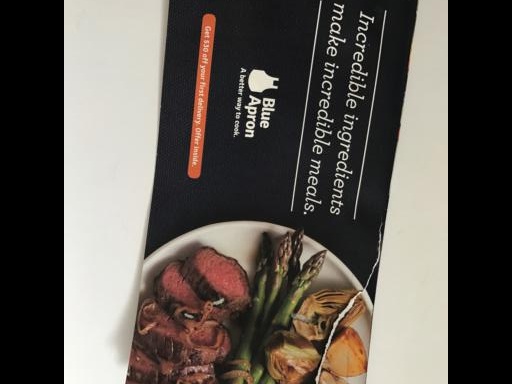 Incredible ingredients
make incredible meals.
Blue
Apron
A better way to cook.
Get $30 off your first delivery. Offer inside.